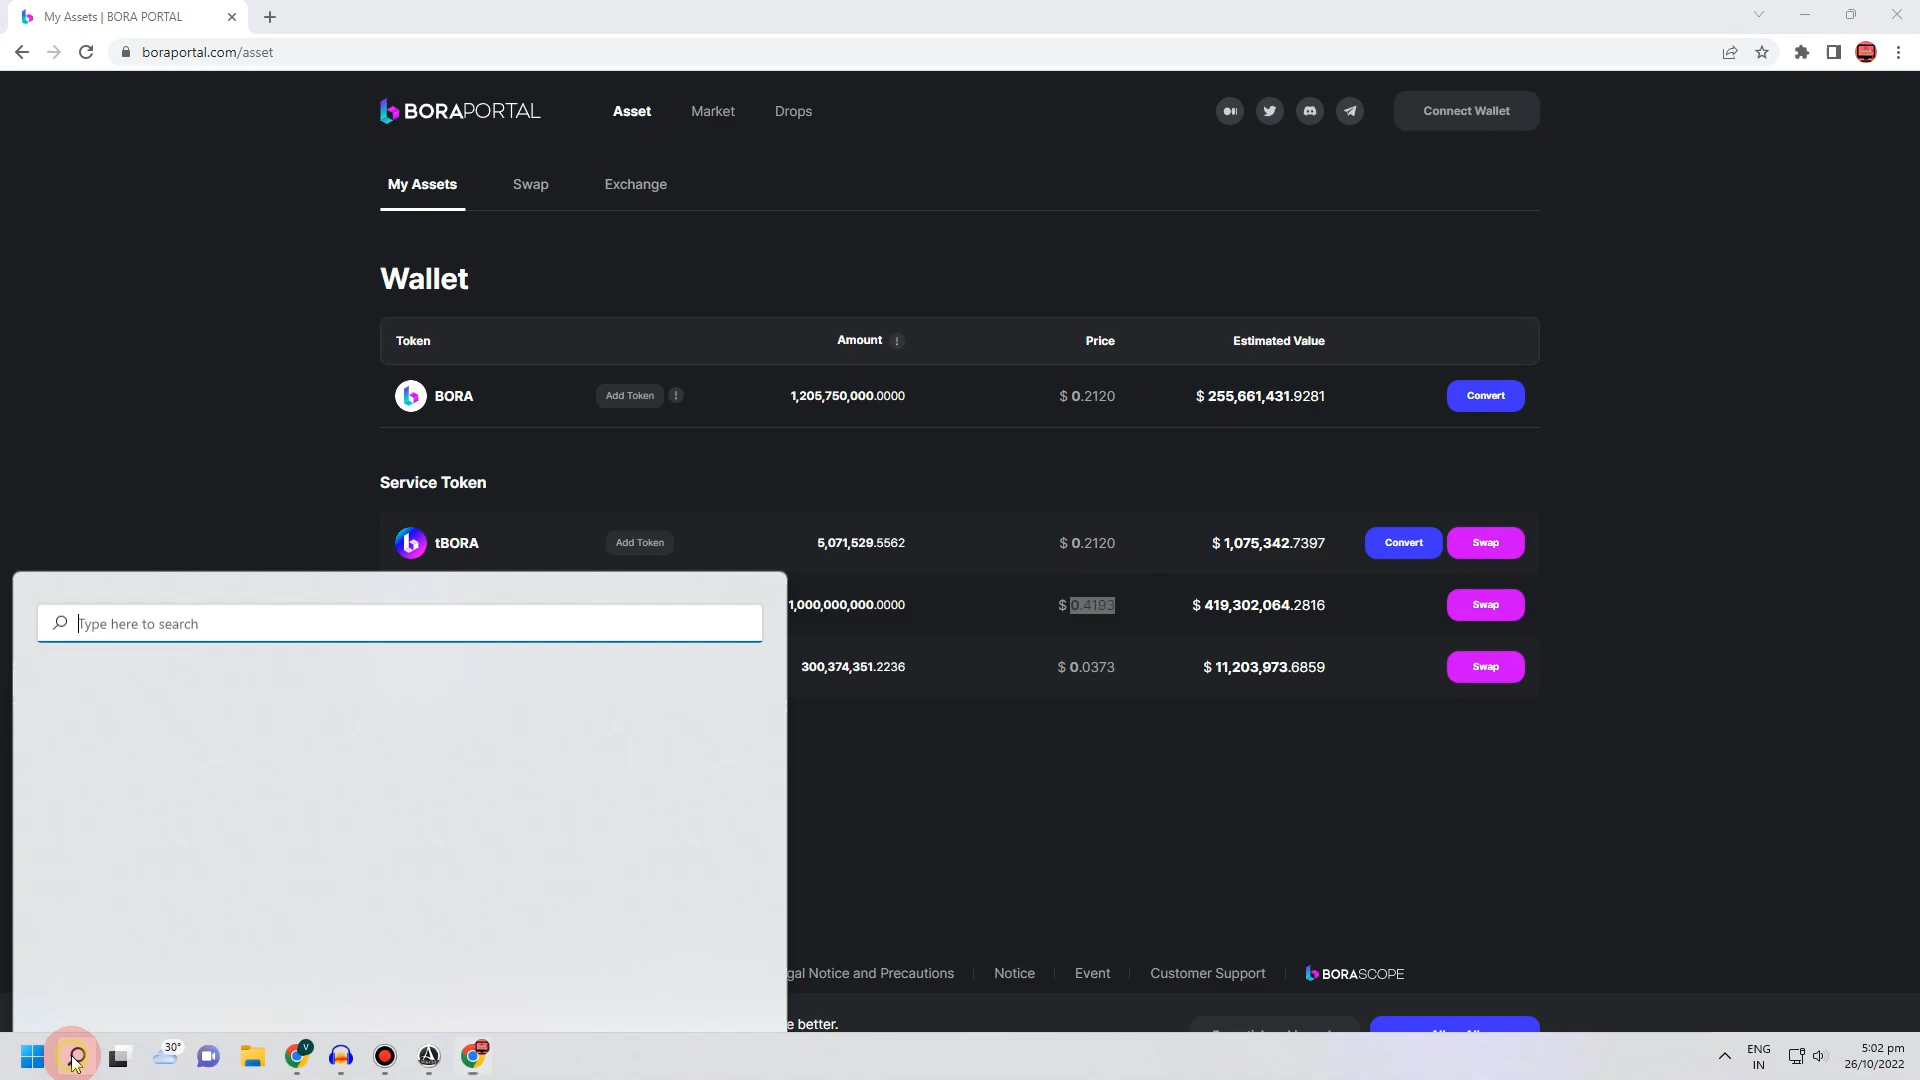 My Assets | BORA PORTAL
boraportal.com/asset
BORAPORTAL Asset Market Drops Connect Wallet
My Assets Swap Exchange
Wallet
Token Amount Price Estimated Value
BORA Add Token 1,205,750,000.0000 $ 0.2120 $ 255,661,431.9281 Convert
Service Token
tBORA Add Token 5,071,529.5562 $ 0.2120 $ 1,075,342.7397 Convert Swap
1,000,000,000.0000 $ 0.4193 $ 419,302,064.2816 Swap
Type here to search
300,374,351.2236 $ 0.0373 $ 11,203,973.6859 Swap
gal Notice and Precautions Notice Event Customer Support BORASCOPE
e better.
30°
V
ENG
IN
5:02 pm
26/10/2022